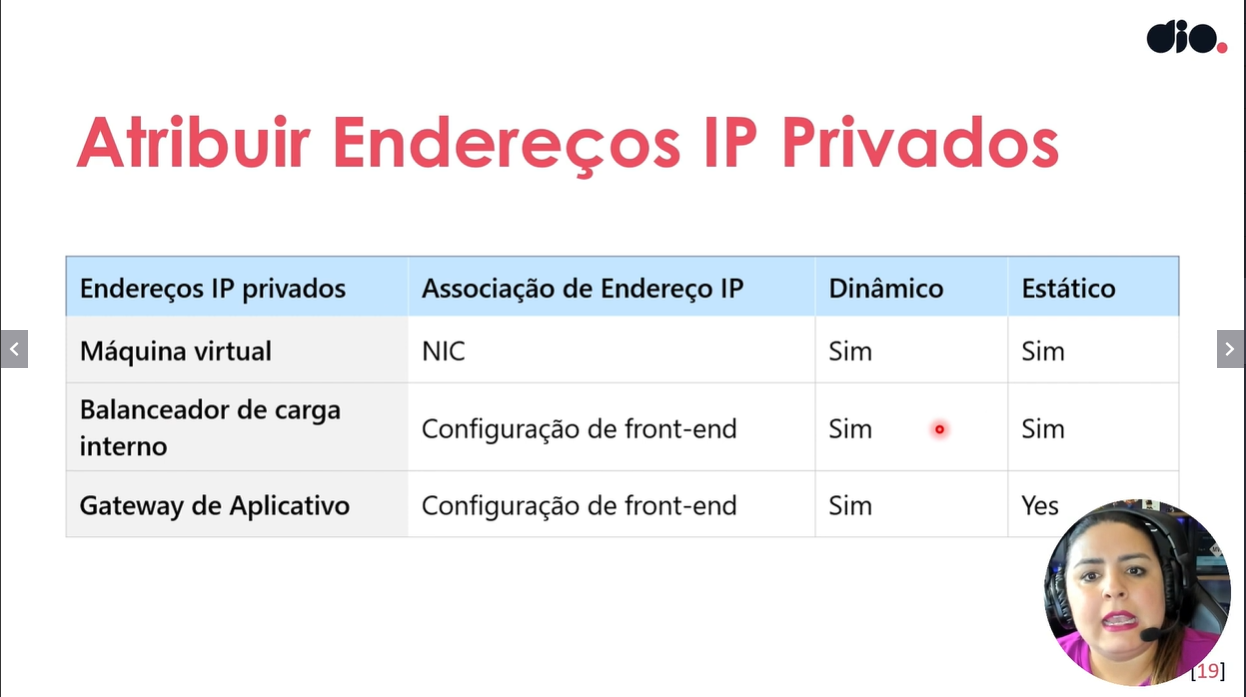 dio.
Atribuir Endereços IP Privados
Endereços IP privados Associação de Endereço IP Dinâmico Estático
Máquina virtual NIC Sim Sim
Balanceador de carga
interno Configuração de front-end Sim Sim
Gateway de Aplicativo Configuração de front-end Sim Yes
[19]